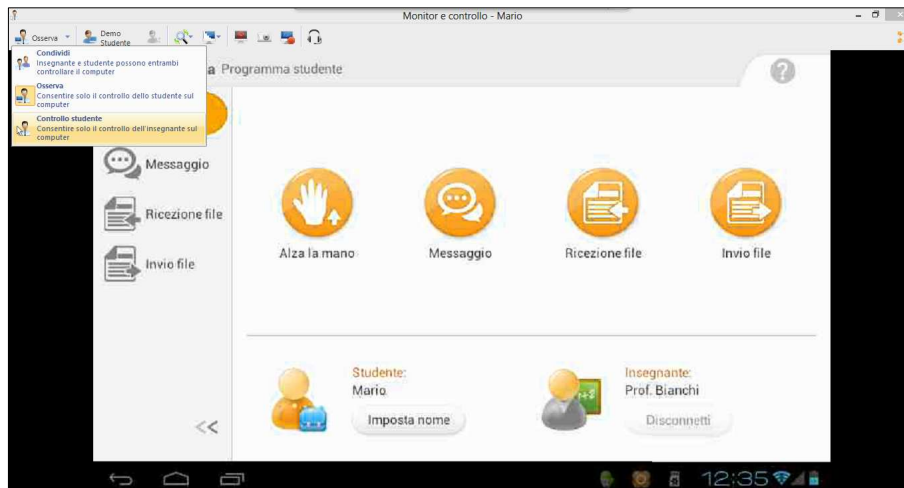 Monitor e controllo - Mario
Osserva
Demo
Studente
Condividi
Insegnante e studente possono entrambi
controllare il computer
Osserva
Consentire solo il controllo dello studente sul
computer
Controllo studente
Consentire solo il controllo dell'insegnante sul
computer
a Programma studente
?
Messaggio
Ricezione file
Invio file
Alza la mano
Messaggio
Ricezione file
Invio file
Studente:
Mario
Imposta nome
Insegnante:
Prof. Bianchi
Disconnetti
<<
12:35